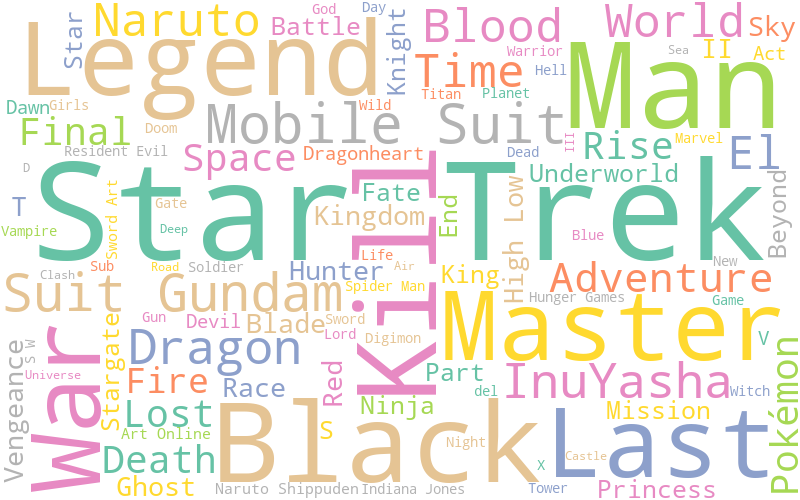 God
Day
Naruto
Star
Legend
Battle
Knight
Blood
World
Sky
Warrior
Sea
II
Act
Time
Man
Hell
Titan
Planet
Dawn
Girls
Wild
Final
Doom
Mobile Suit
III
Marvel
Resident Evil
Space
Dragonheart
Dead
Rise
El
D
Underworld
Star Trek
Kill
Fate
End
High Low
Beyond
T
Sword Art
Gate
Kingdom
Vampire
Deep
Blue
Life
Clash
Sub
Road
Soldier
Hunter
Air
King
New
Adventure
Suit Gundam
Spider Man
Hunger Games
Game
Master
Stargate
Gun
Devil
Blade
Sword
Lord
Digimon
V
War
S W
Dragon
Vengeance
Universe
Fire
Race
Red
Part
InuYasha
del
Witch
Pokémon
Lost
Ninja
Mission
Art Online
S
Black
Last
Death
Night
Castle
X
Ghost
Naruto Shippuden
Indiana Jones
Tower
Princess